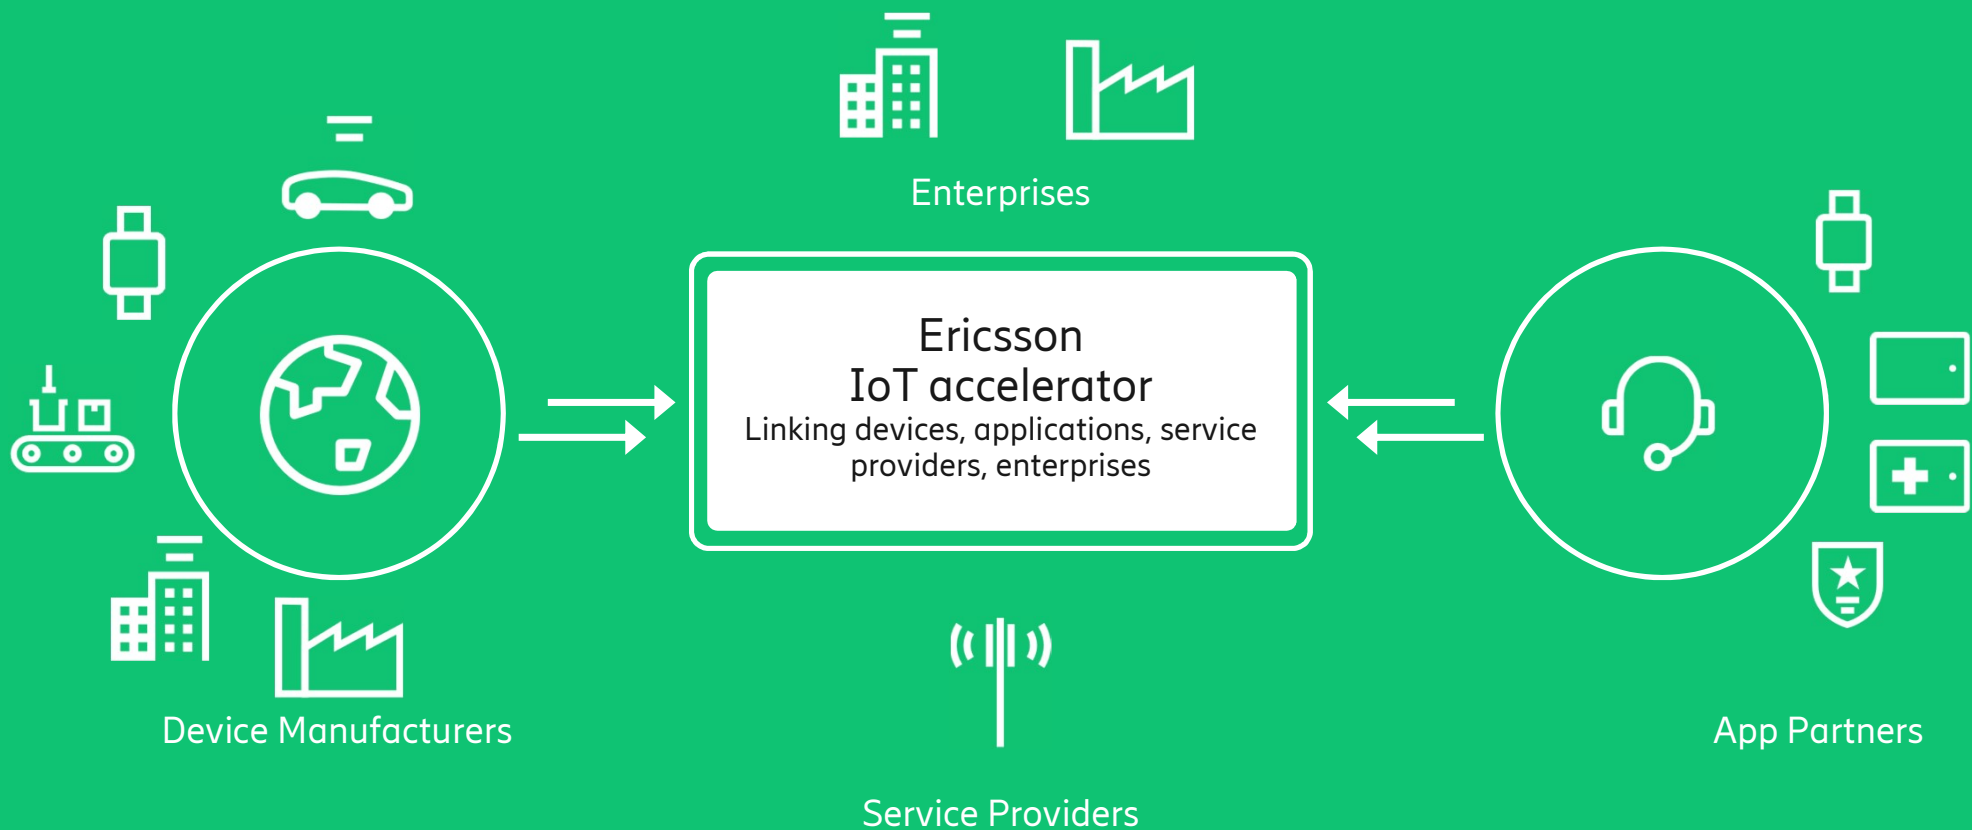 Enterprises
Ericsson
IoT accelerator
Linking devices, applications, service
providers, enterprises
Device Manufacturers
App Partners
Service Providers